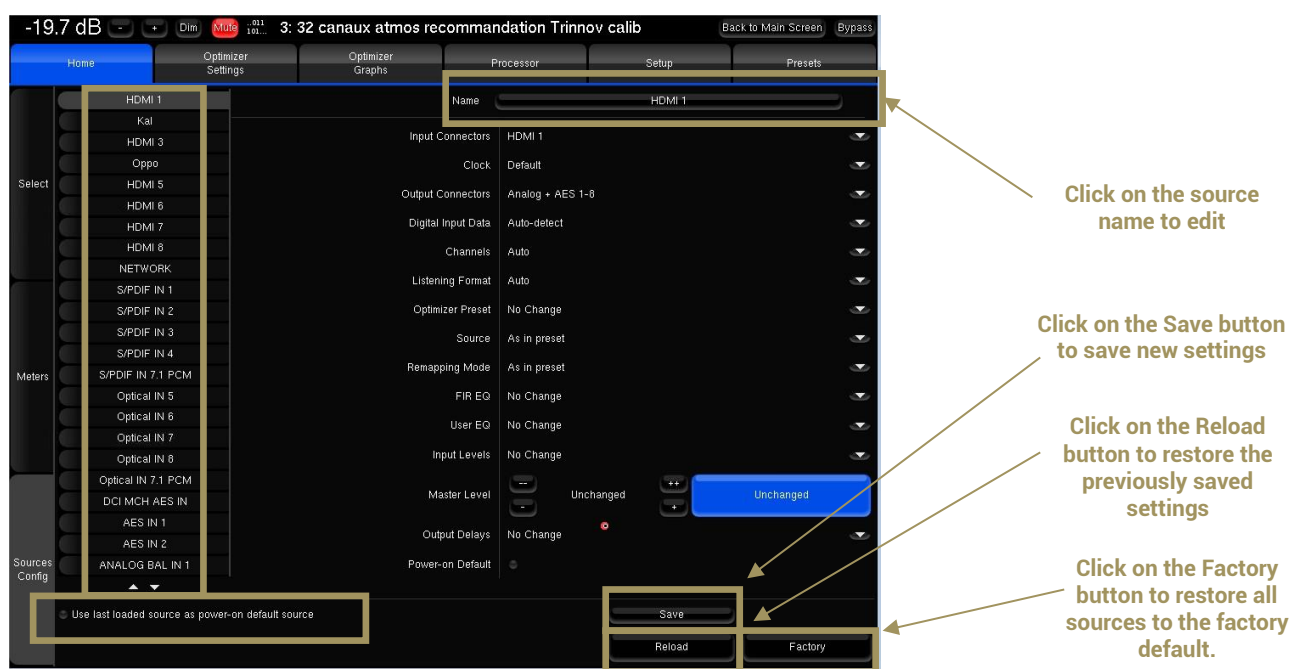 -19.7 dB - + Dim Mute ..011 101... 3: 32 canaux atmos recommandation Trinnov calib Back to Main Screen Bypass
Home Optimizer Settings Optimizer Graphs Processor Setup Presets
Select
Meters
Sources Config
HDMI 1
Kal
HDMI 3
Oppo
HDMI 5
HDMI 6
HDMI 7
HDMI 8
NETWORK
S/PDIF IN 1
S/PDIF IN 2
S/PDIF IN 3
S/PDIF IN 4
S/PDIF IN 7.1 PCM
Optical IN 5
Optical IN 6
Optical IN 7
Optical IN 8
Optical IN 7.1 PCM
DCI MCH AES IN
AES IN 1
AES IN 2
ANALOG BAL IN 1
Name HDMI 1
Input Connectors HDMI 1
Clock Default
Output Connectors Analog + AES 1-8
Digital Input Data Auto-detect
Channels Auto
Listening Format Auto
Optimizer Preset No Change
Source As in preset
Remapping Mode As in preset
FIR EQ No Change
User EQ No Change
Input Levels No Change
Master Level -- - Unchanged ++ + Unchanged
Output Delays No Change
Power-on Default
Use last loaded source as power-on default source
Save
Reload Factory
Click on the source
name to edit
Click on the Save button
to save new settings
Click on the Reload
button to restore the
previously saved
settings
Click on the Factory
button to restore all
sources to the factory
default.